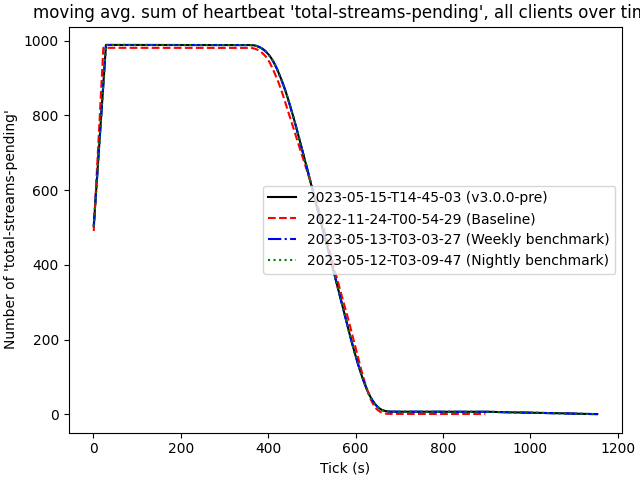 moving avg. sum of heartbeat 'total-streams-pending', all clients over tim
Number of 'total-streams-pending'
1000
800
600
400
200
0
2023-05-15-T14-45-03 (v3.0.0-pre)
2022-11-24-T00-54-29 (Baseline)
2023-05-13-T03-03-27 (Weekly benchmark)
2023-05-12-T03-09-47 (Nightly benchmark)
0 200 400 600 800 1000 1200
Tick (s)